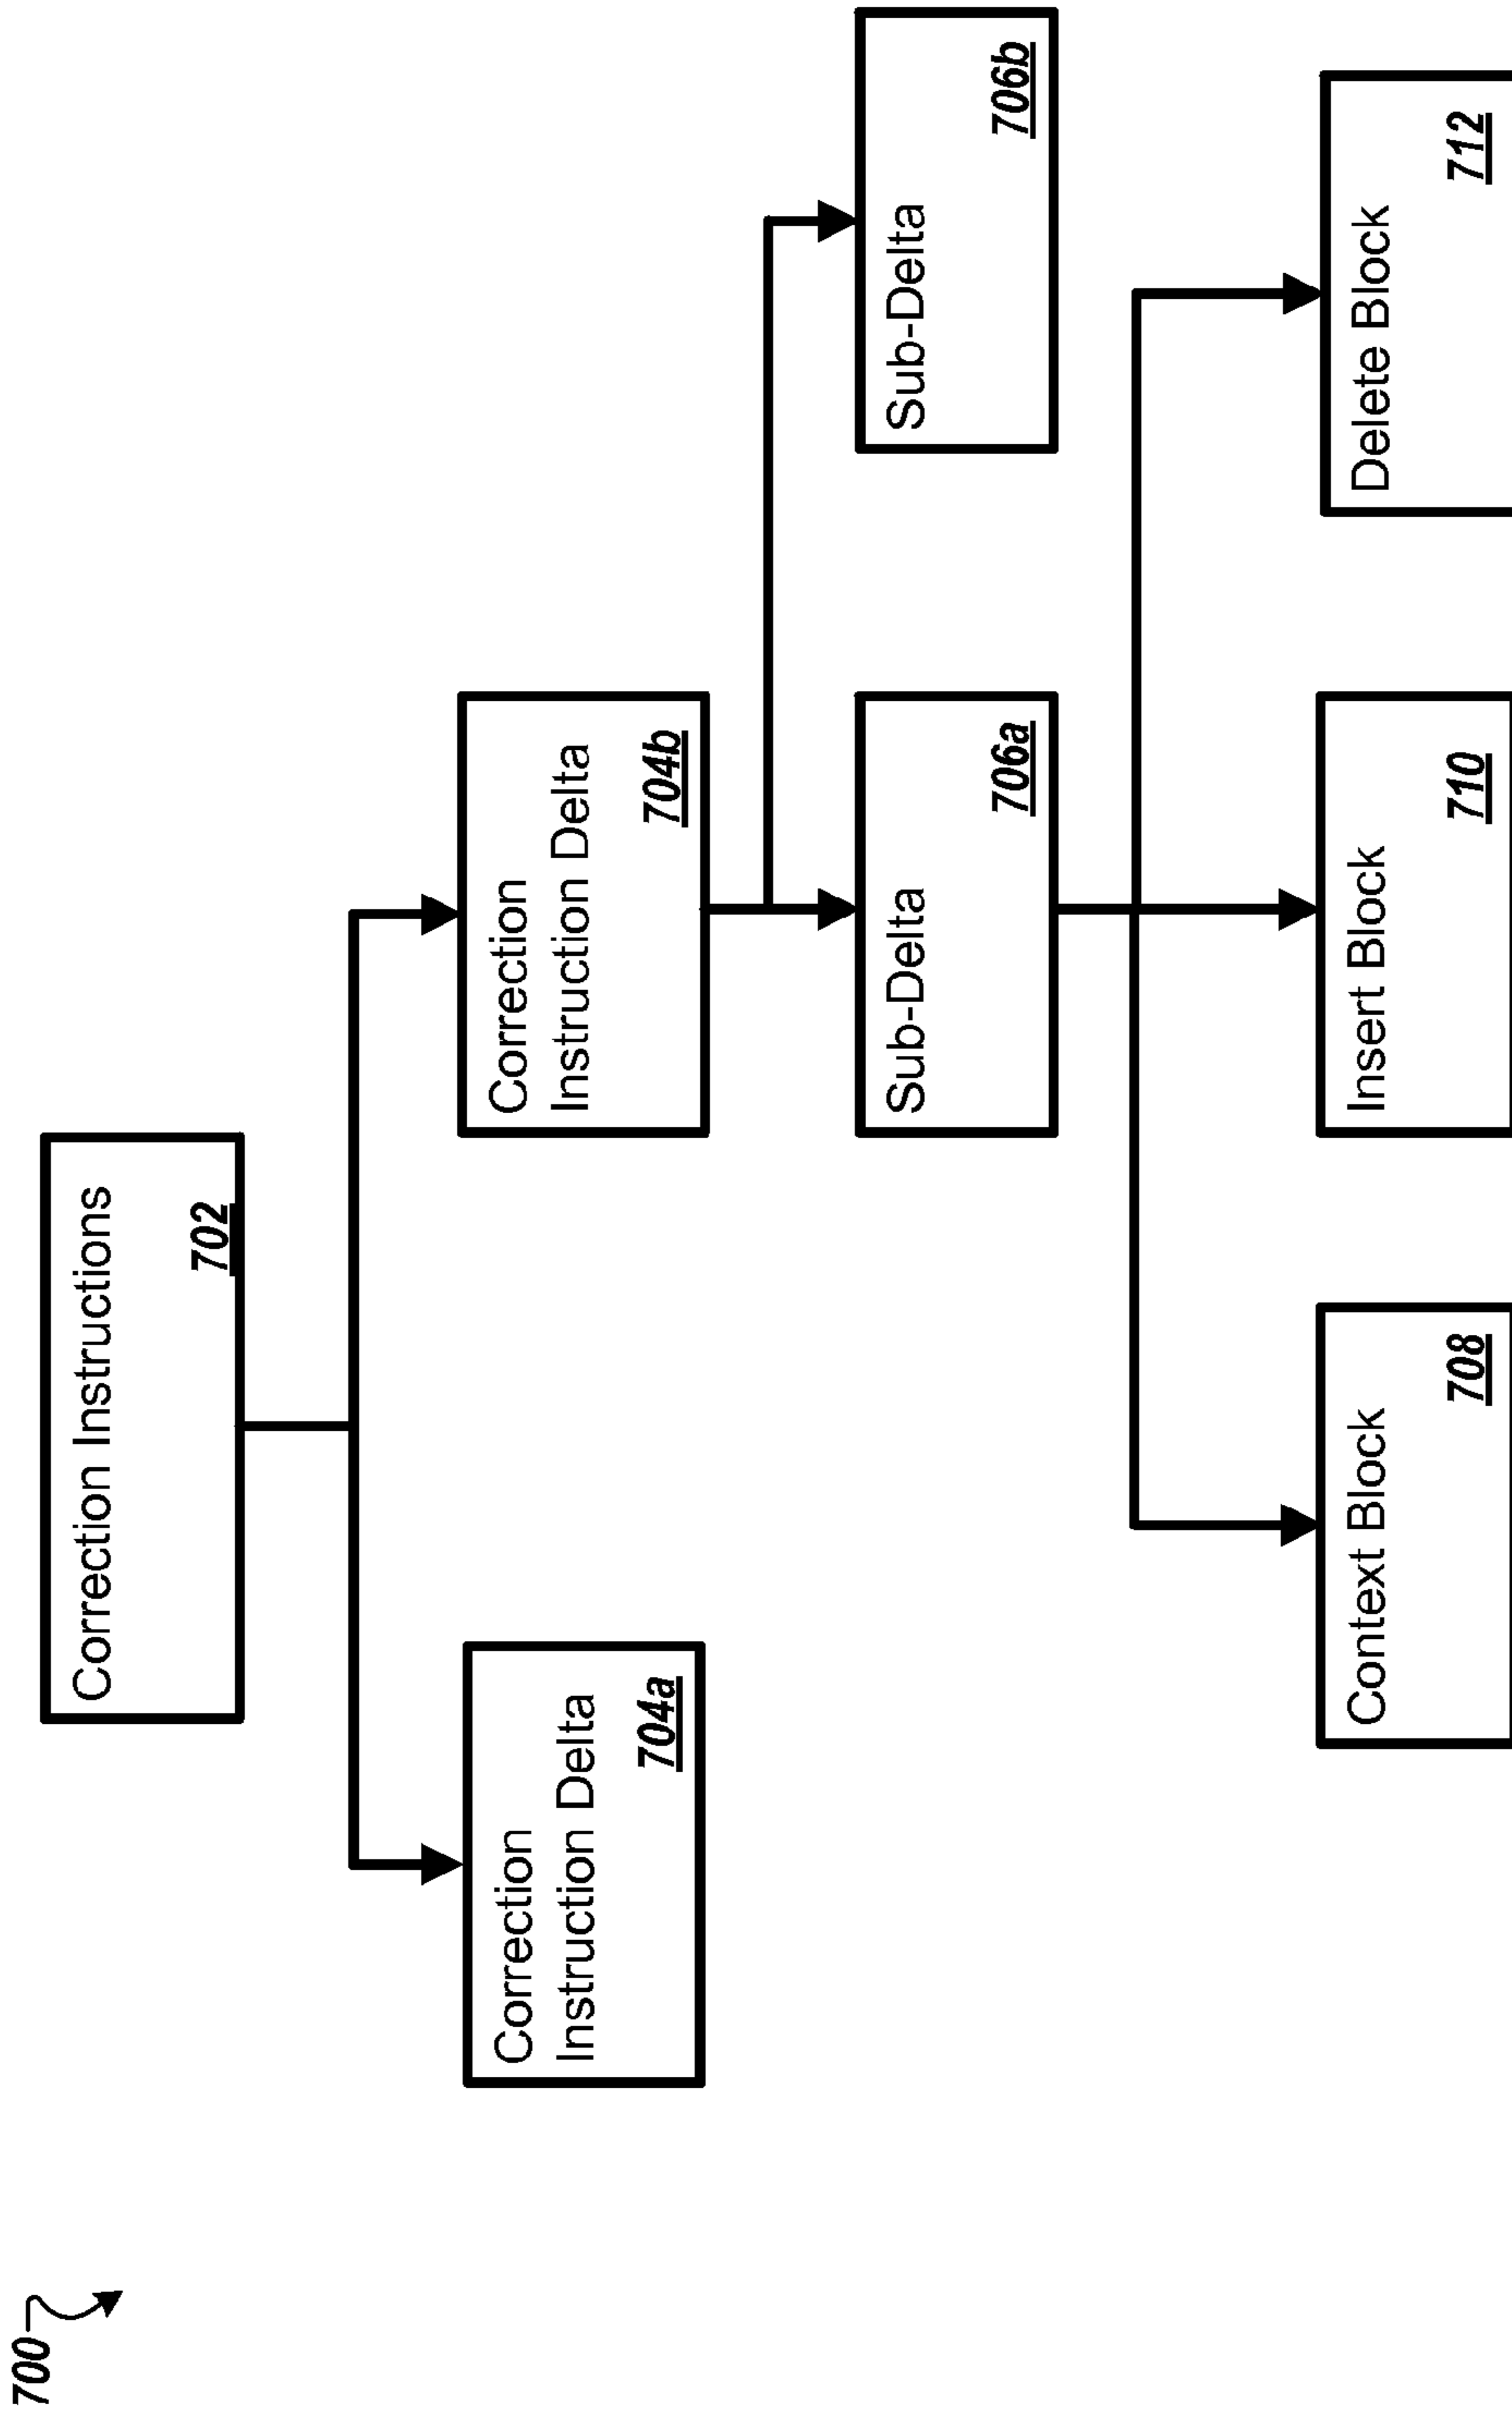 700
Correction Instructions
702
Correction
Instruction Delta
704a
Correction
Instruction Delta
704b
Sub-Delta
706a
Sub-Delta
706b
Context Block
708
Insert Block
710
Delete Block
712